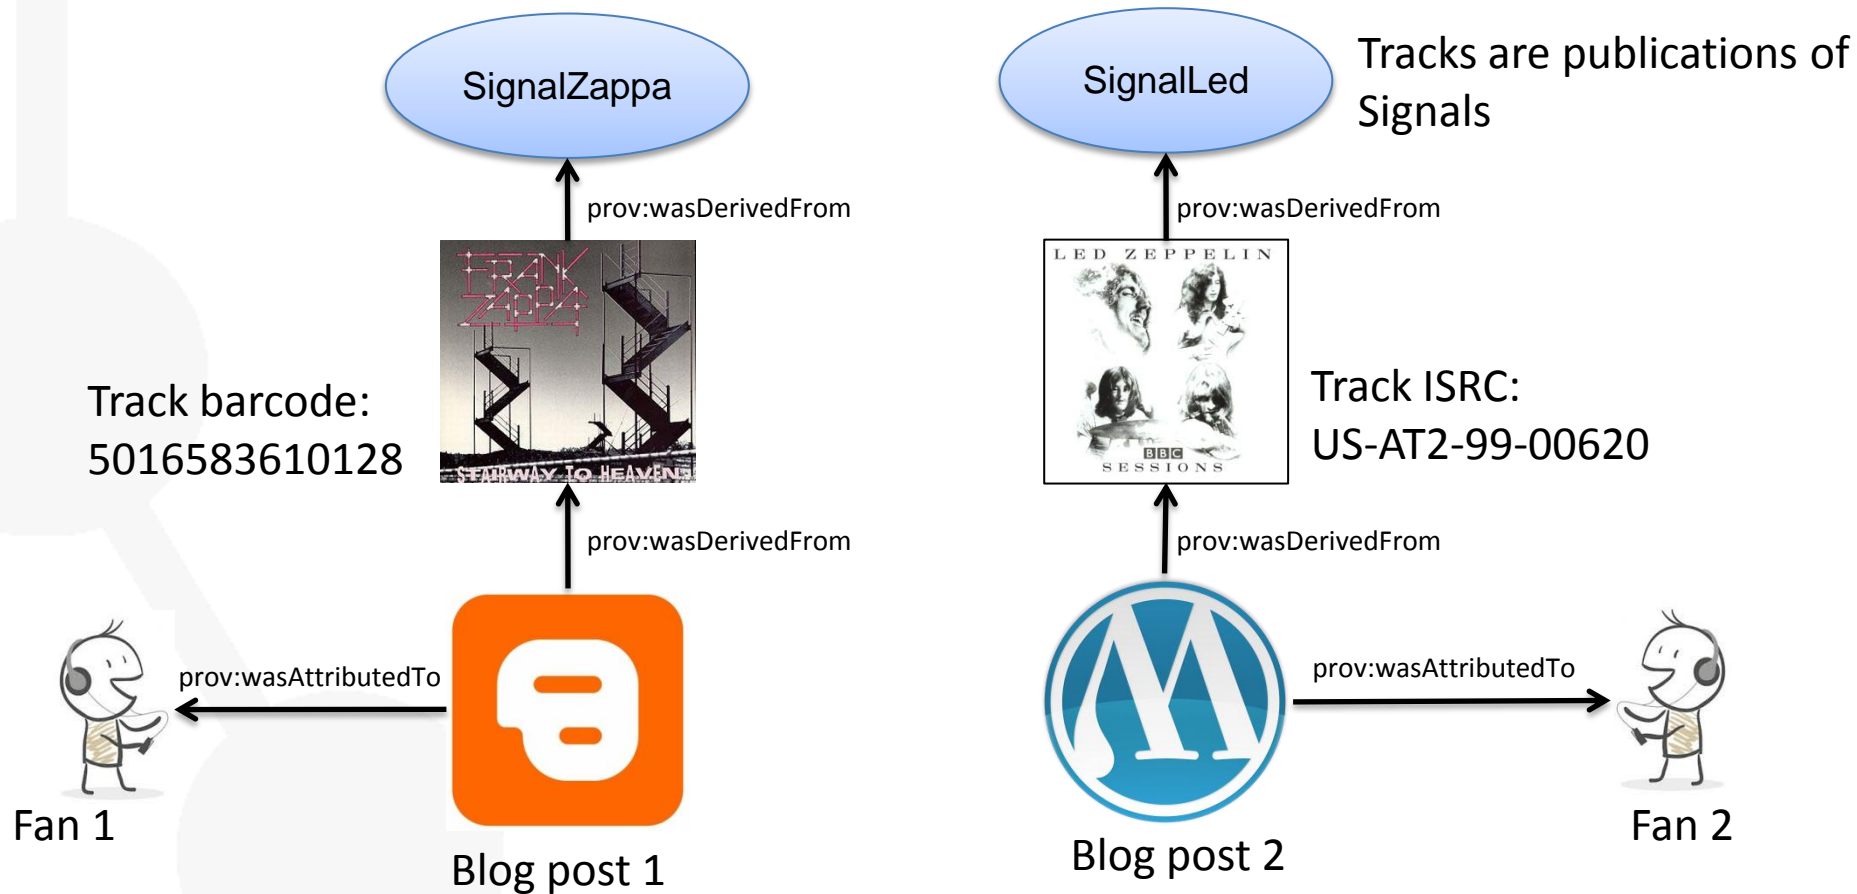 SignalZappa
SignalLed
Tracks are publications of
Signals
prov:wasDerivedFrom
prov:wasDerivedFrom
FRANK
ZAPPA
STAIRWAY TO HEAVEN
LED ZEPPELIN
BBC
SESSIONS
Track barcode:
5016583610128
Track ISRC:
US-AT2-99-00620
prov:wasDerivedFrom
prov:wasDerivedFrom
prov:wasAttributedTo
prov:wasAttributedTo
Fan 1
Blog post 1
Blog post 2
Fan 2